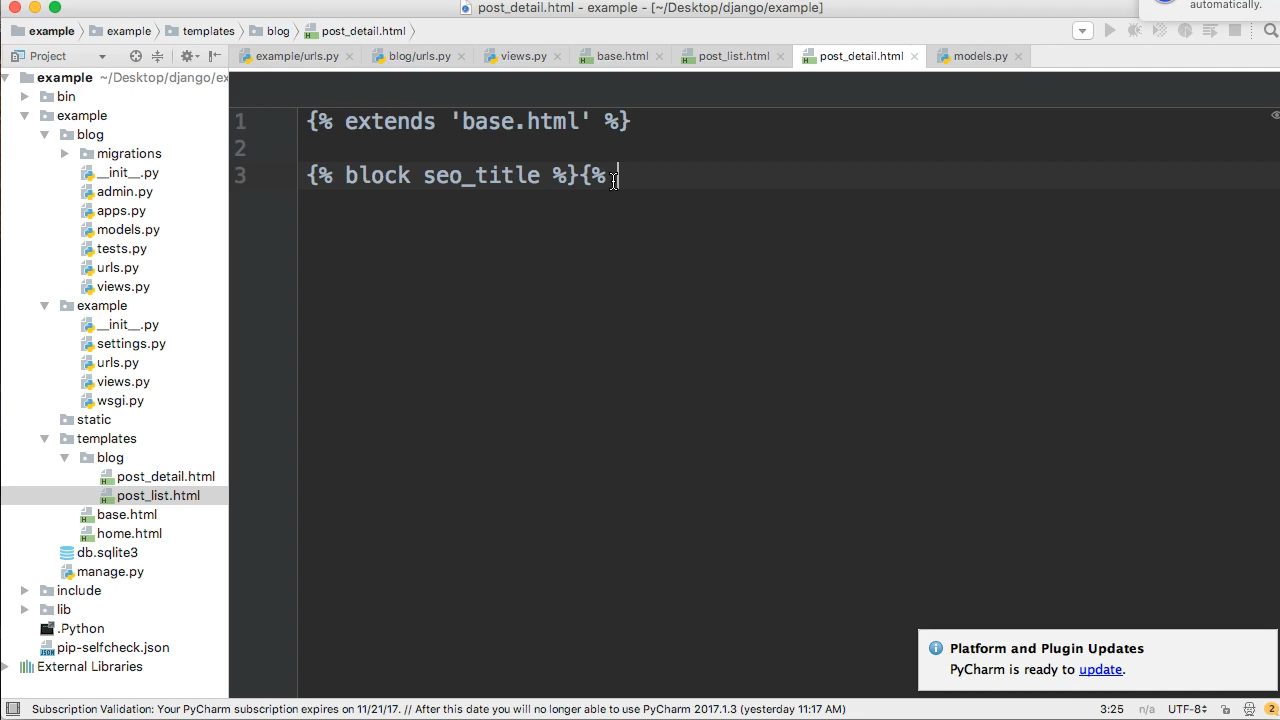 post_detail.html - example - [~/Desktop/django/example]
automatically.
example example templates blog post_detail.html
Project example/urls.py blog/urls.py views.py base.html post_list.html post_detail.html models.py
example ~/Desktop/django/ex
bin
example
blog
migrations
__init__.py
admin.py
apps.py
models.py
tests.py
urls.py
views.py
example
__init__.py
settings.py
urls.py
views.py
wsgi.py
static
templates
blog
post_detail.html
post_list.html
base.html
home.html
db.sqlite3
manage.py
include
lib
.Python
pip-selfcheck.json
External Libraries
1 {% extends 'base.html' %}
2
3 {% block seo_title %}{%
Platform and Plugin Updates
PyCharm is ready to update.
Subscription Validation: Your PyCharm subscription expires on 11/21/17. // After this date you will no longer able to use PyCharm 2017.1.3 (yesterday 11:17 AM) 3:25 n/a UTF-8 2